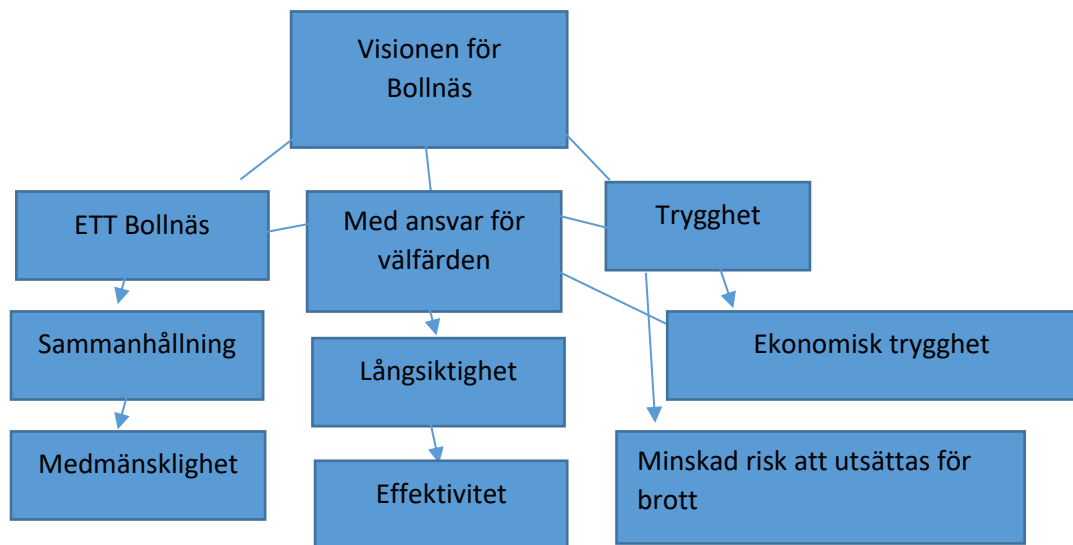 Visionen för
Bollnäs
ETT Bollnäs
Med ansvar för
välfärden
Trygghet
Sammanhållning
Långsiktighet
Ekonomisk trygghet
Medmänsklighet
Effektivitet
Minskad risk att utsättas för
brott